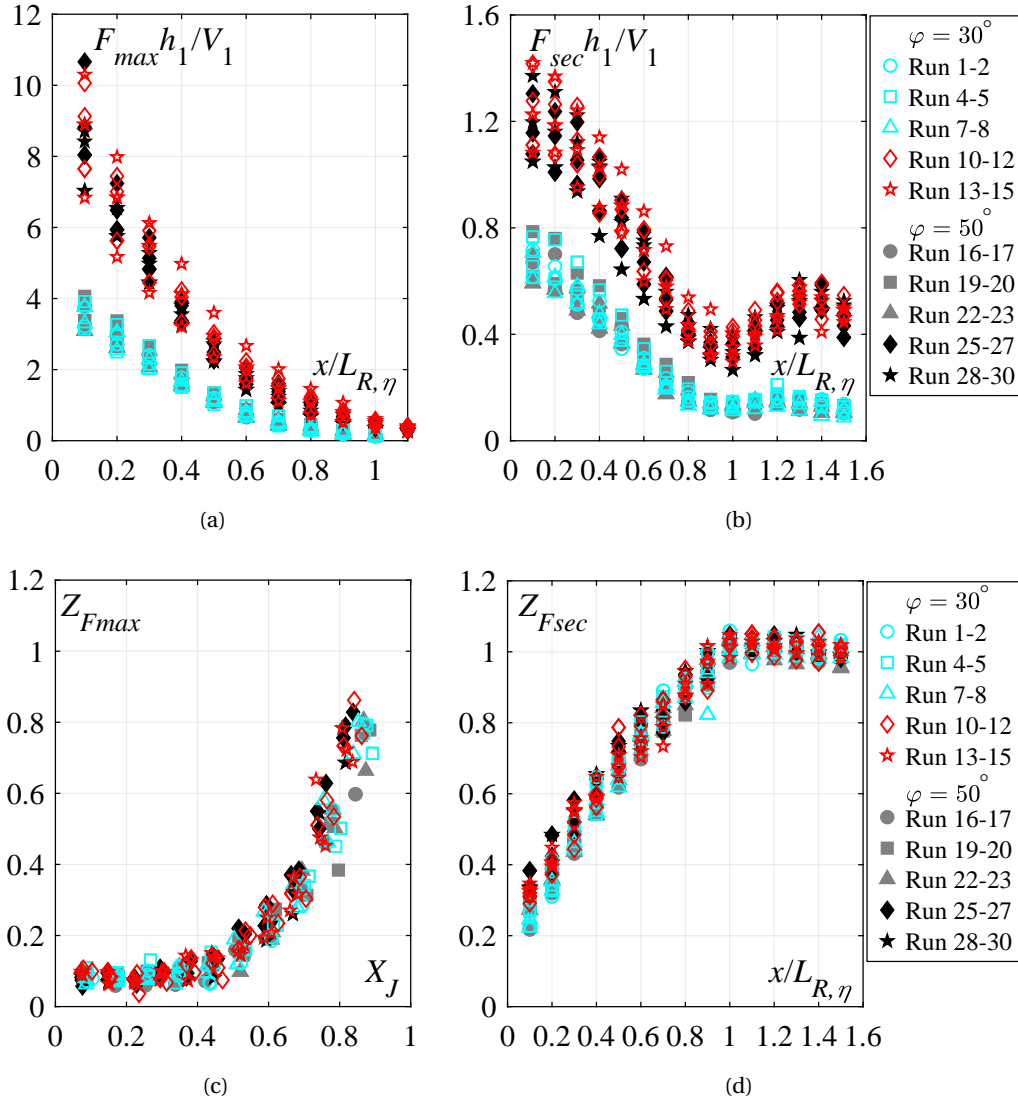 12
10
8
6
4
2
0
F_max h_1/V_1
x/L_{R, η}
0 0.2 0.4 0.6 0.8 1
(a)
1.6
1.2
0.8
0.4
0
F_sec h_1/V_1
x/L_{R, η}
0 0.2 0.4 0.6 0.8 1 1.2 1.4 1.6
(b)
φ = 30°
Run 1-2
Run 4-5
Run 7-8
Run 10-12
Run 13-15
φ = 50°
Run 16-17
Run 19-20
Run 22-23
Run 25-27
Run 28-30
1.2
1
0.8
0.6
0.4
0.2
0
Z_Fmax
X_J
0 0.2 0.4 0.6 0.8 1
(c)
1.2
1
0.8
0.6
0.4
0.2
0
Z_Fsec
x/L_{R, η}
0 0.2 0.4 0.6 0.8 1 1.2 1.4 1.6
(d)
φ = 30°
Run 1-2
Run 4-5
Run 7-8
Run 10-12
Run 13-15
φ = 50°
Run 16-17
Run 19-20
Run 22-23
Run 25-27
Run 28-30